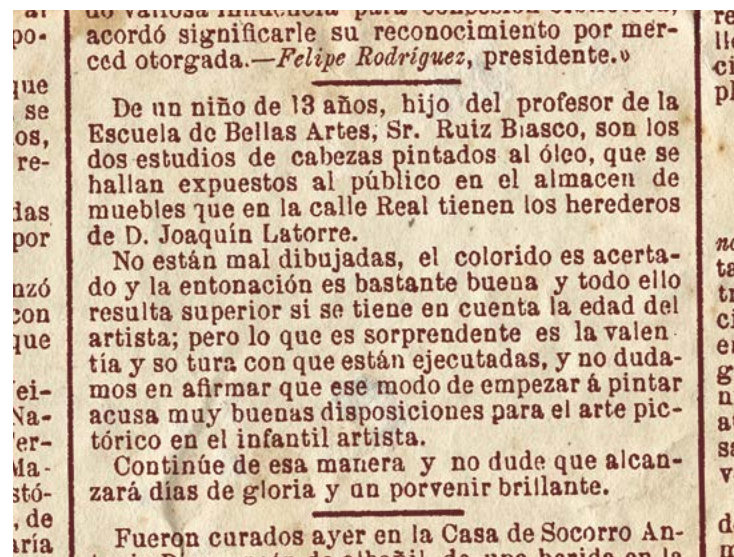 acordó significarle su reconocimiento por mer-
ced otorgada.—Felipe Rodríguez, presidente.»
De un niño de 13 años, hijo del profesor de la
Escuela de Bellas Artes, Sr. Ruiz Blasco, son los
dos estudios de cabezas pintados al óleo, que se
hallan expuestos al público en el almacen de
muebles que en la calle Real tienen los herederos
de D. Joaquín Latorre.
No están mal dibujadas, el colorido es acerta-
do y la entonación es bastante buena y todo ello
resulta superior si se tiene en cuenta la edad del
artista; pero lo que es sorprendente es la valen-
tía y so tura con que están ejecutadas, y no duda-
mos en afirmar que ese modo de empezar á pintar
acusa muy buenas disposiciones para el arte pic-
tórico en el infantil artista.
Continúe de esa manera y no dude que alcan-
zará dias de gloria y un porvenir brillante.
Fueron curados ayer en la Casa de Socorro An-